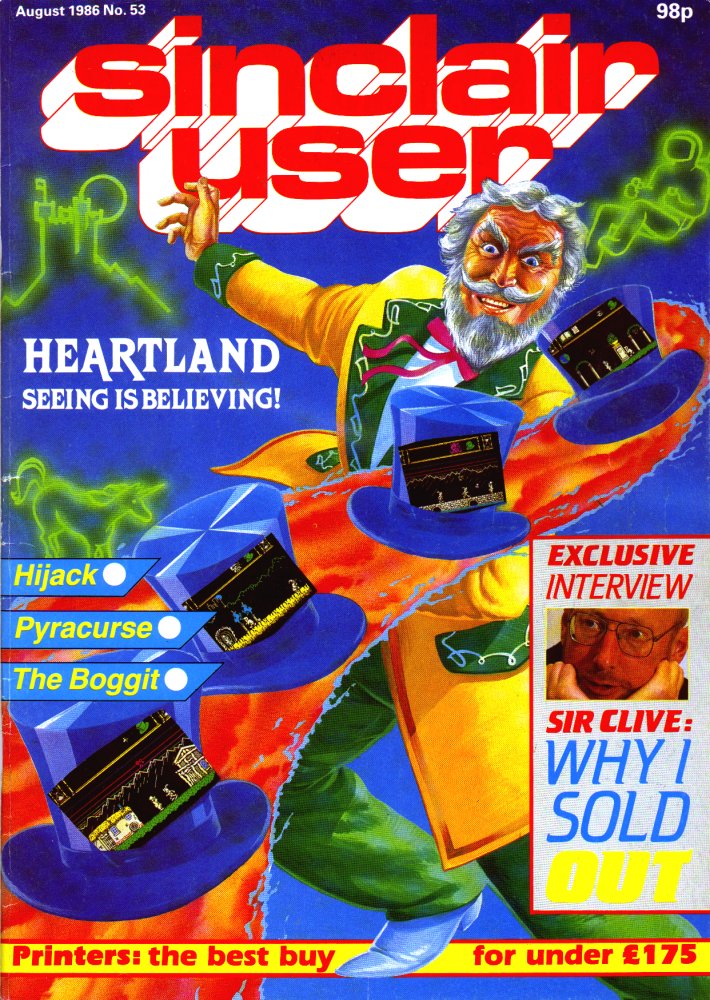 August 1986 No. 53
98p
sinclair
user
HEARTLAND
SEEING IS BELIEVING!
Hijack
Pyracurse
The Boggit
EXCLUSIVE
INTERVIEW
SIR CLIVE:
WHY I
SOLD
OUT
Printers: the best buy for under £175